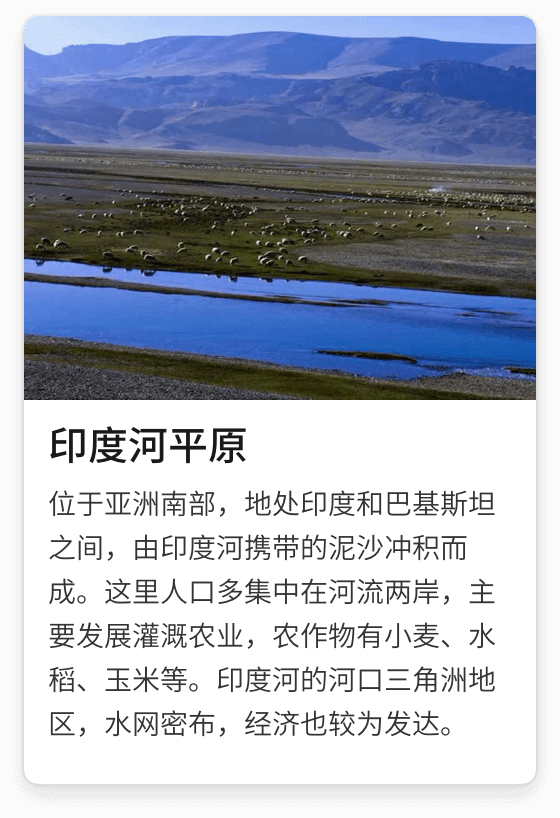 印度河平原
位于亚洲南部，地处印度和巴基斯坦
之间，由印度河携带的泥沙冲积而
成。这里人口多集中在河流两岸，主
要发展灌溉农业，农作物有小麦、水
稻、玉米等。印度河的河口三角洲地
区，水网密布，经济也较为发达。